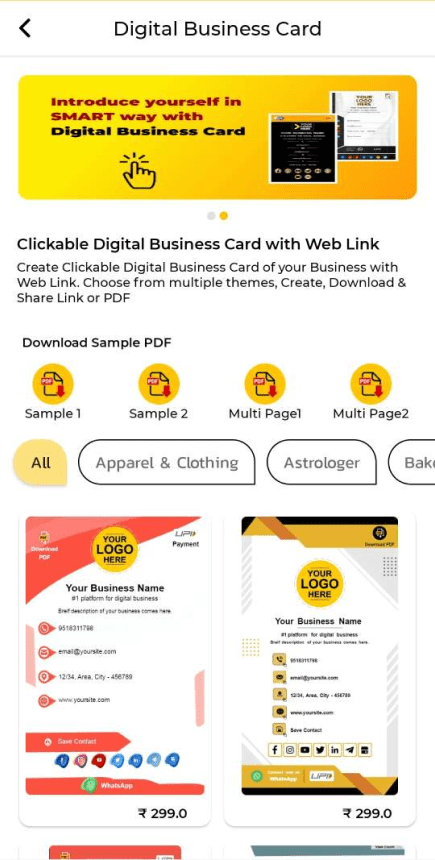 Digital Business Card
Introduce yourself in
SMART way with
Digital Business Card
YOUR
LOGO
HERE
Clickable Digital Business Card with Web Link
Create Clickable Digital Business Card of your Business with
Web Link. Choose from multiple themes, Create, Download &
Share Link or PDF
Download Sample PDF
PDF
PDF
PDF
PDF
Sample 1
Sample 2
Multi Page1
Multi Page2
All
Apparel & Clothing
Astrologer
Bak
Download
PDF
YOUR
LOGO
HERE
UPI
Payment
Your Business Name
#1 platform for digital business
Breif description of your business comes here.
9518311798
email@yoursite.com
12/34, Area, City - 456789
www.yoursite.com
Save Contact
WhatsApp
₹ 299.0
Download PDF
YOUR
LOGO
HERE
Your Business Name
#1 platform for digital business
Breif description of your business comes here.
9518311798
email@yoursite.com
12/34, Area, City - 456789
www.yoursite.com
Save Contact
WhatsApp
UPI
₹ 299.0